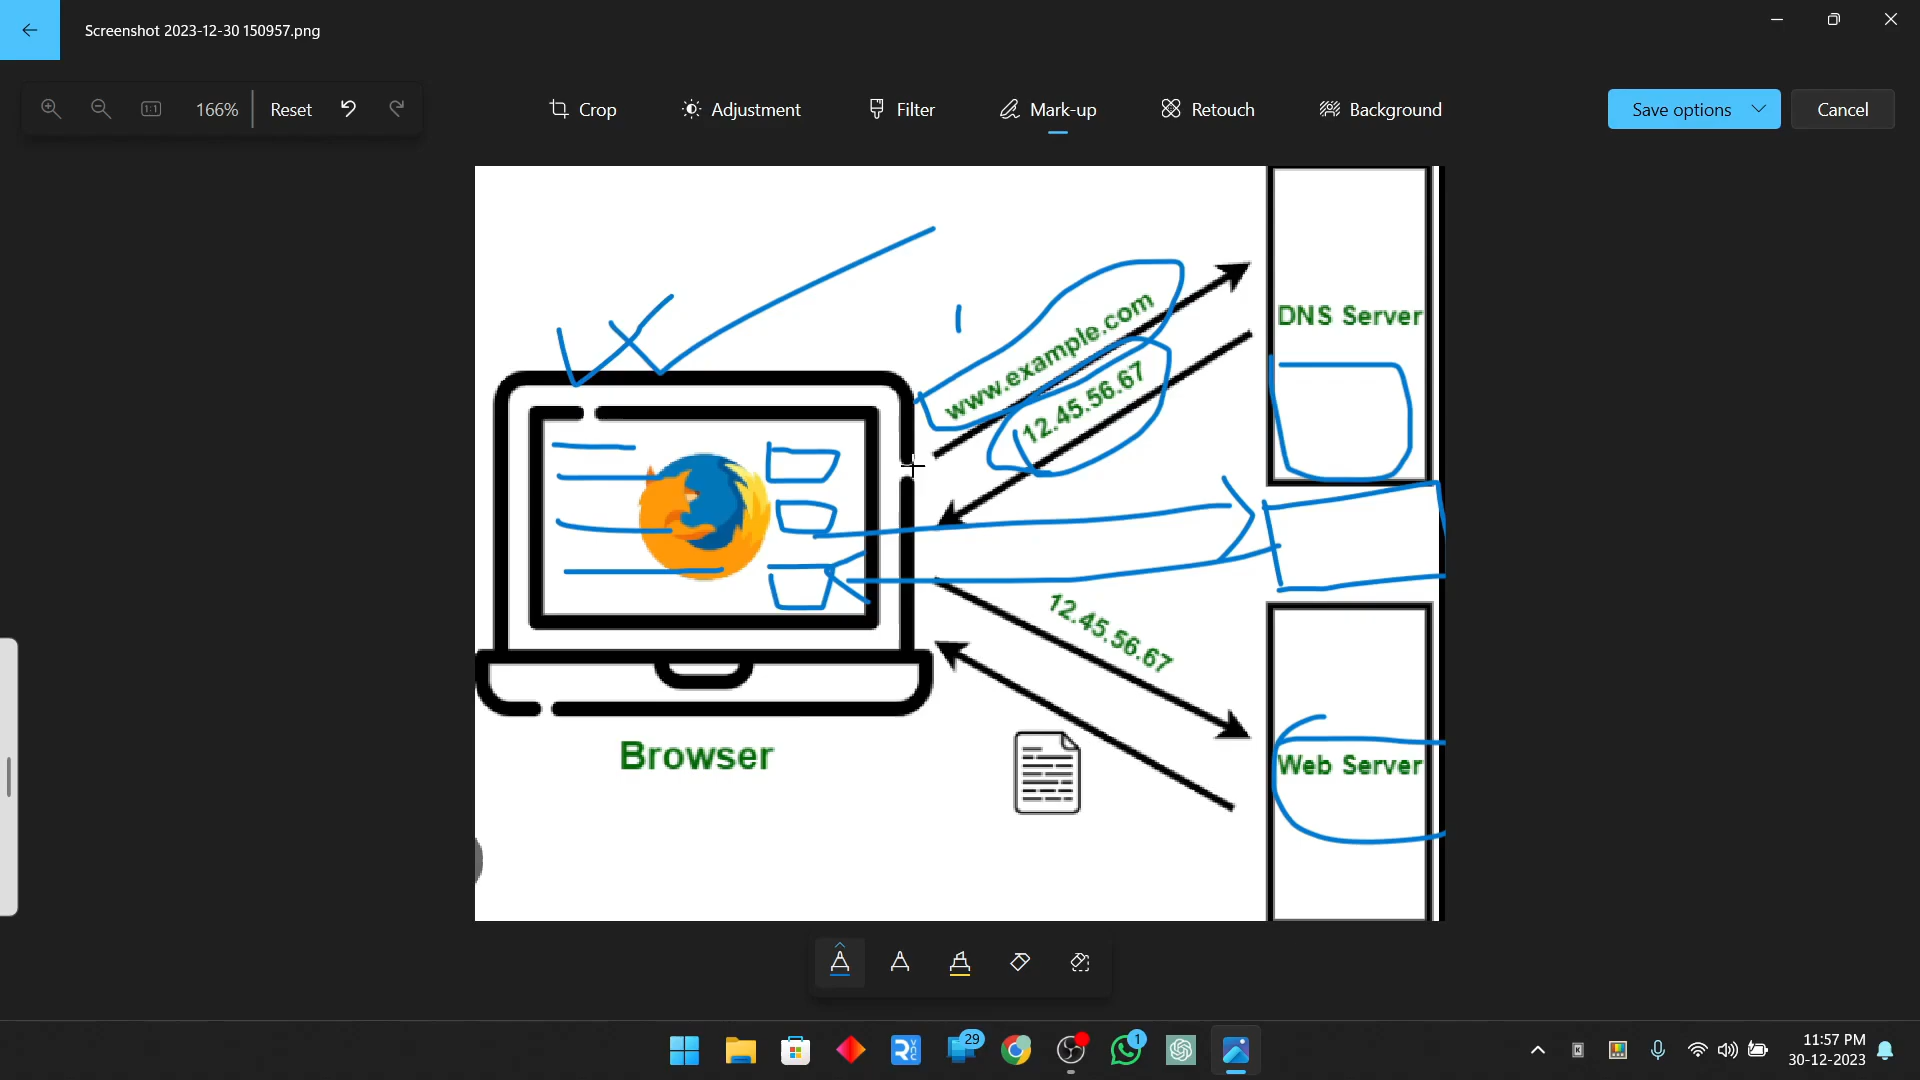 Screenshot 2023-12-30 150957.png
166%
Reset
Crop
Adjustment
Filter
Mark-up
Retouch
Background
Save options
Cancel
www.example.com
12.45.56.67
DNS Server
12.45.56.67
Web Server
Browser
29
1
11:57 PM
30-12-2023